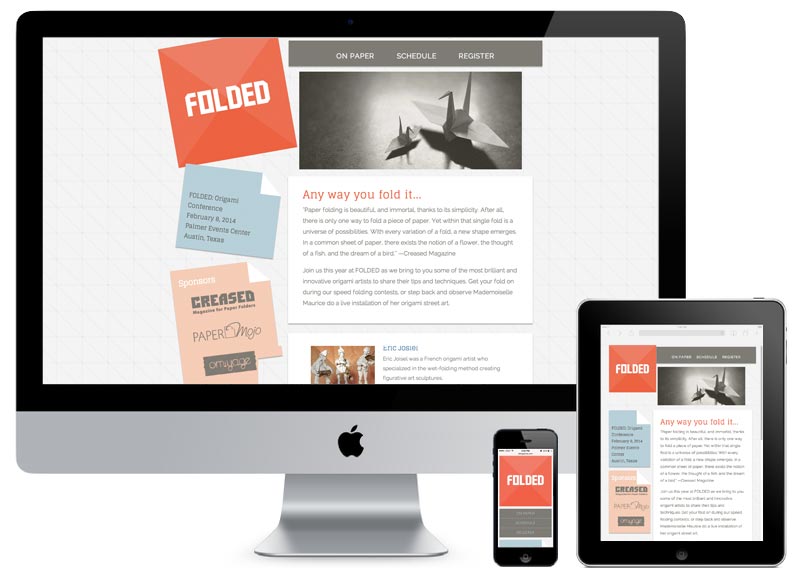 ON PAPER SCHEDULE REGISTER
FOLDED
FOLDED: Origami
Conference
February 8, 2014
Palmer Events Center
Austin, Texas
Sponsors
CREASED
Magazine for Paper Folders
PAPER Mojo
omiyage
Any way you fold it...
"Paper folding is beautiful, and immortal, thanks to its simplicity. After all,
there is only one way to fold a piece of paper. Yet within that single fold is a
universe of possibilities. With every variation of a fold, a new shape emerges.
In a common sheet of paper, there exists the notion of a flower, the thought
of a fish, and the dream of a bird." —Creased Magazine
Join us this year at FOLDED as we bring to you some of the most brilliant and
innovative origami artists to share their tips and techniques. Get your fold on
during our speed folding contests, or step back and observe Mademoiselle
Maurice do a live installation of her origami street art.
Eric Joisel
Eric Joisel was a French origami artist who
specialized in the wet-folding method creating
figurative art sculptures.
FOLDED
ON PAPER
SCHEDULE
REGISTER
FOLDED
ON PAPER SCHEDULE REGISTER
FOLDED: Origami
Conference
February 8, 2014
Palmer Events
Center
Austin, Texas
Sponsors
CREASED
PAPER Mojo
omiyage
Any way you fold it...
"Paper folding is beautiful, and immortal, thanks
to its simplicity. After all, there is only one way
to fold a piece of paper. Yet within that single
fold is a universe of possibilities. With every
variation of a fold, a new shape emerges. In a
common sheet of paper, there exists the notion
of a flower, the thought of a fish, and the dream
of a bird." —Creased Magazine
Join us this year at FOLDED as we bring to you
some of the most brilliant and innovative
origami artists to share their tips and
techniques. Get your fold on during our speed
folding contests, or step back and observe
Mademoiselle Maurice do a live installation of
her origami street art.